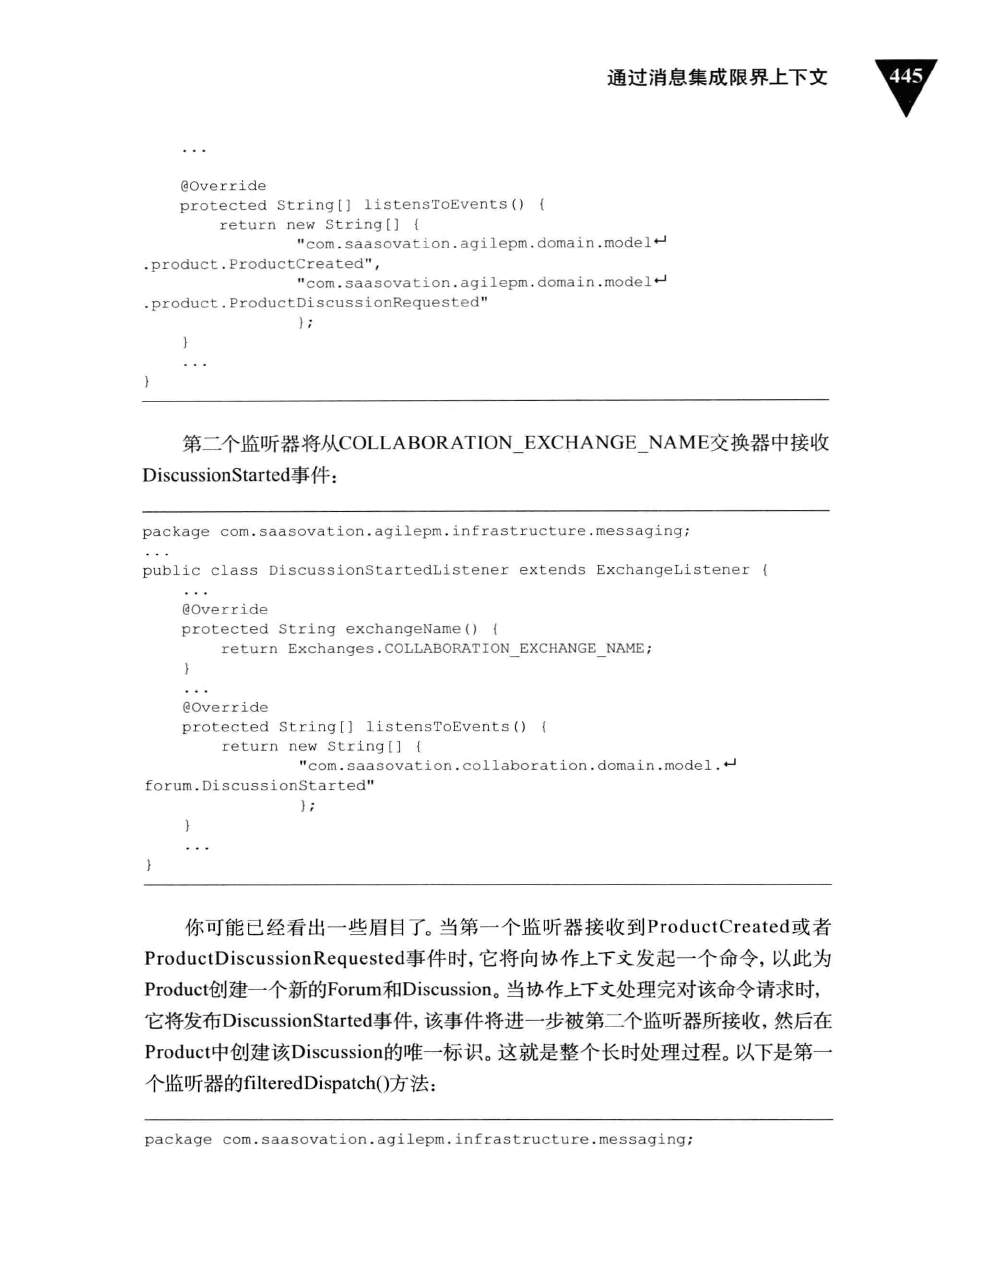 通过消息集成限界上下文
445
...
@Override
protected String[] listensToEvents() {
return new String[] {
"com.saasovation.agilepm.domain.model↵
.product.ProductCreated",
"com.saasovation.agilepm.domain.model↵
.product.ProductDiscussionRequested"
};
}
...
}
第二个监听器将从COLLABORATION_EXCHANGE_NAME交换器中接收
DiscussionStarted事件：
package com.saasovation.agilepm.infrastructure.messaging;
...
public class DiscussionStartedListener extends ExchangeListener {
...
@Override
protected String exchangeName() {
return Exchanges.COLLABORATION_EXCHANGE_NAME;
}
...
@Override
protected String[] listensToEvents() {
return new String[] {
"com.saasovation.collaboration.domain.model.↵
forum.DiscussionStarted"
};
}
...
}
你可能已经看出一些眉目了。当第一个监听器接收到ProductCreated或者
ProductDiscussionRequested事件时，它将向协作上下文发起一个命令，以此为
Product创建一个新的Forum和Discussion。当协作上下文处理完对该命令请求时，
它将发布DiscussionStarted事件，该事件将进一步被第二个监听器所接收，然后在
Product中创建该Discussion的唯一标识。这就是整个长时处理过程。以下是第一
个监听器的filteredDispatch()方法：
package com.saasovation.agilepm.infrastructure.messaging;